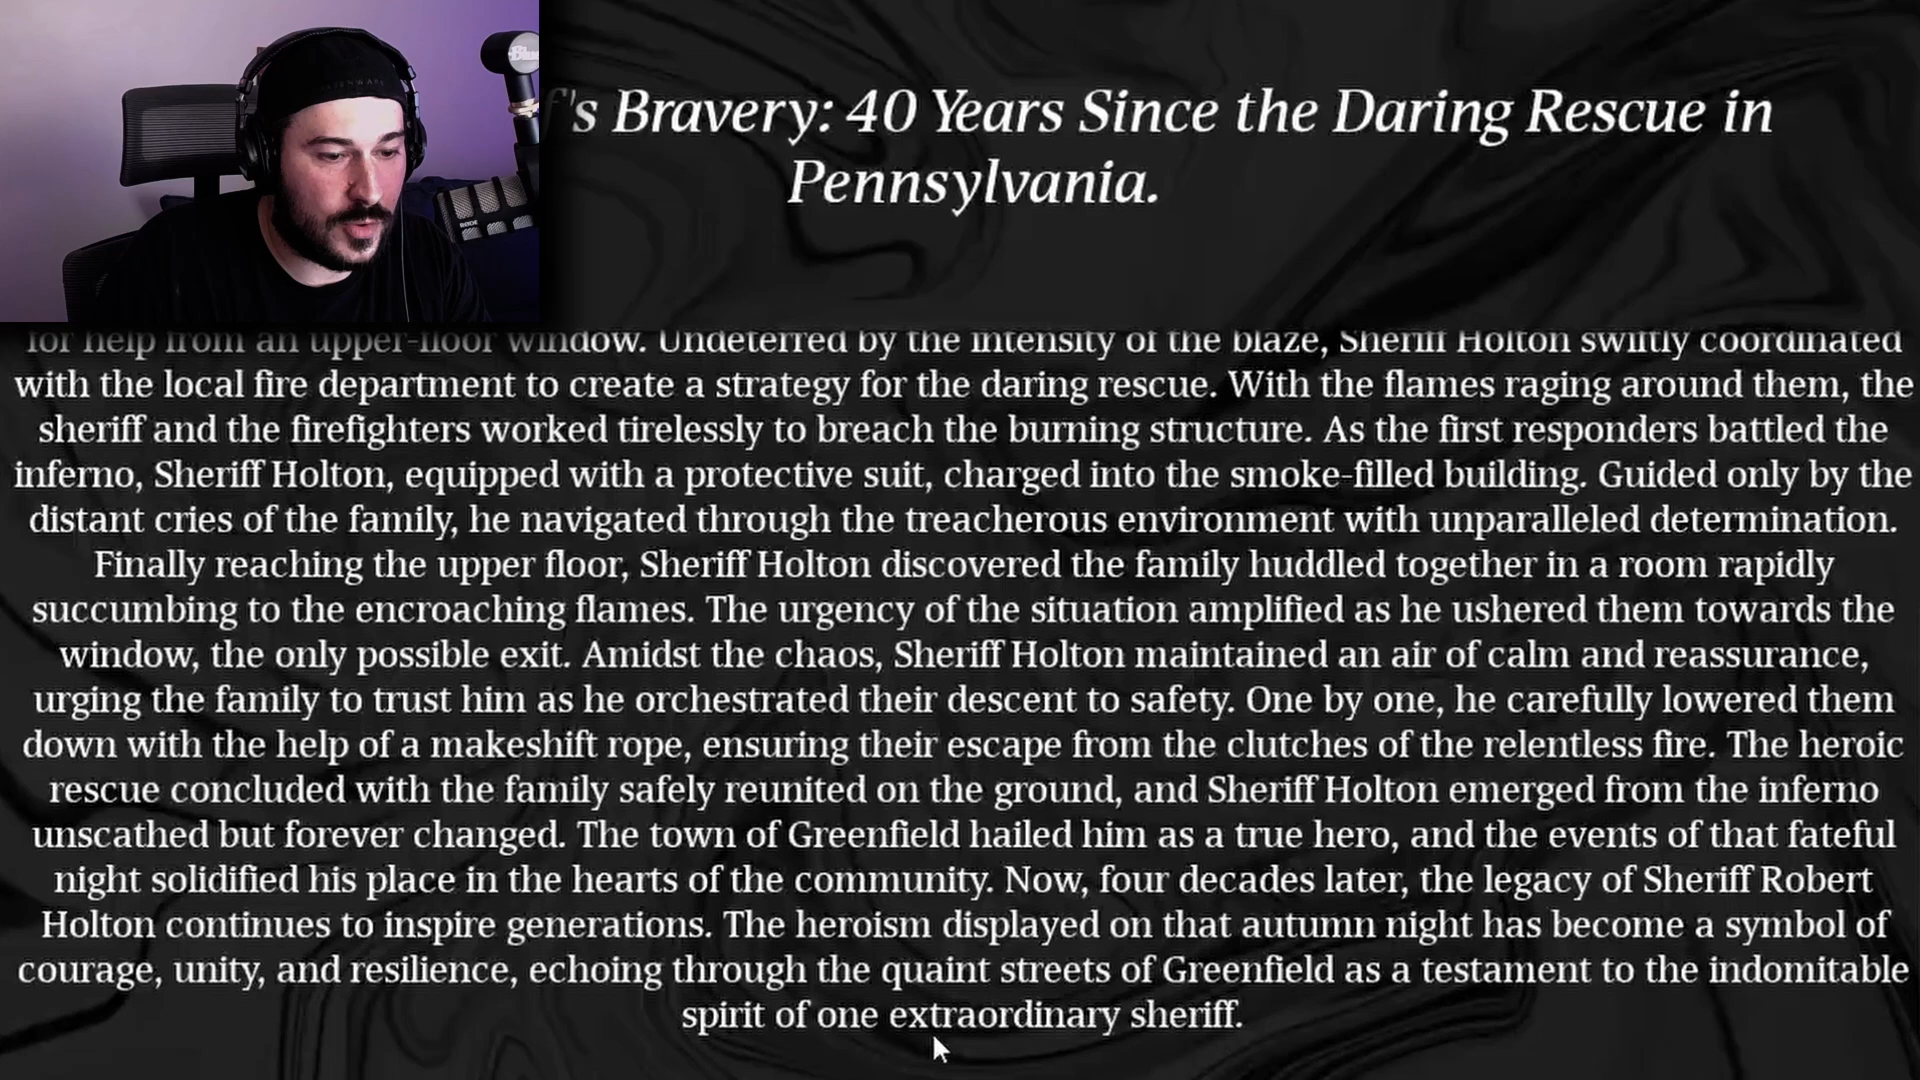 's Bravery: 40 Years Since the Daring Rescue in
Pennsylvania.
for help from an upper-floor window. Undeterred by the intensity of the blaze, Sheriff Holton swiftly coordinated
with the local fire department to create a strategy for the daring rescue. With the flames raging around them, the
sheriff and the firefighters worked tirelessly to breach the burning structure. As the first responders battled the
inferno, Sheriff Holton, equipped with a protective suit, charged into the smoke-filled building. Guided only by the
distant cries of the family, he navigated through the treacherous environment with unparalleled determination.
Finally reaching the upper floor, Sheriff Holton discovered the family huddled together in a room rapidly
succumbing to the encroaching flames. The urgency of the situation amplified as he ushered them towards the
window, the only possible exit. Amidst the chaos, Sheriff Holton maintained an air of calm and reassurance,
urging the family to trust him as he orchestrated their descent to safety. One by one, he carefully lowered them
down with the help of a makeshift rope, ensuring their escape from the clutches of the relentless fire. The heroic
rescue concluded with the family safely reunited on the ground, and Sheriff Holton emerged from the inferno
unscathed but forever changed. The town of Greenfield hailed him as a true hero, and the events of that fateful
night solidified his place in the hearts of the community. Now, four decades later, the legacy of Sheriff Robert
Holton continues to inspire generations. The heroism displayed on that autumn night has become a symbol of
courage, unity, and resilience, echoing through the quaint streets of Greenfield as a testament to the indomitable
spirit of one extraordinary sheriff.
RØDE